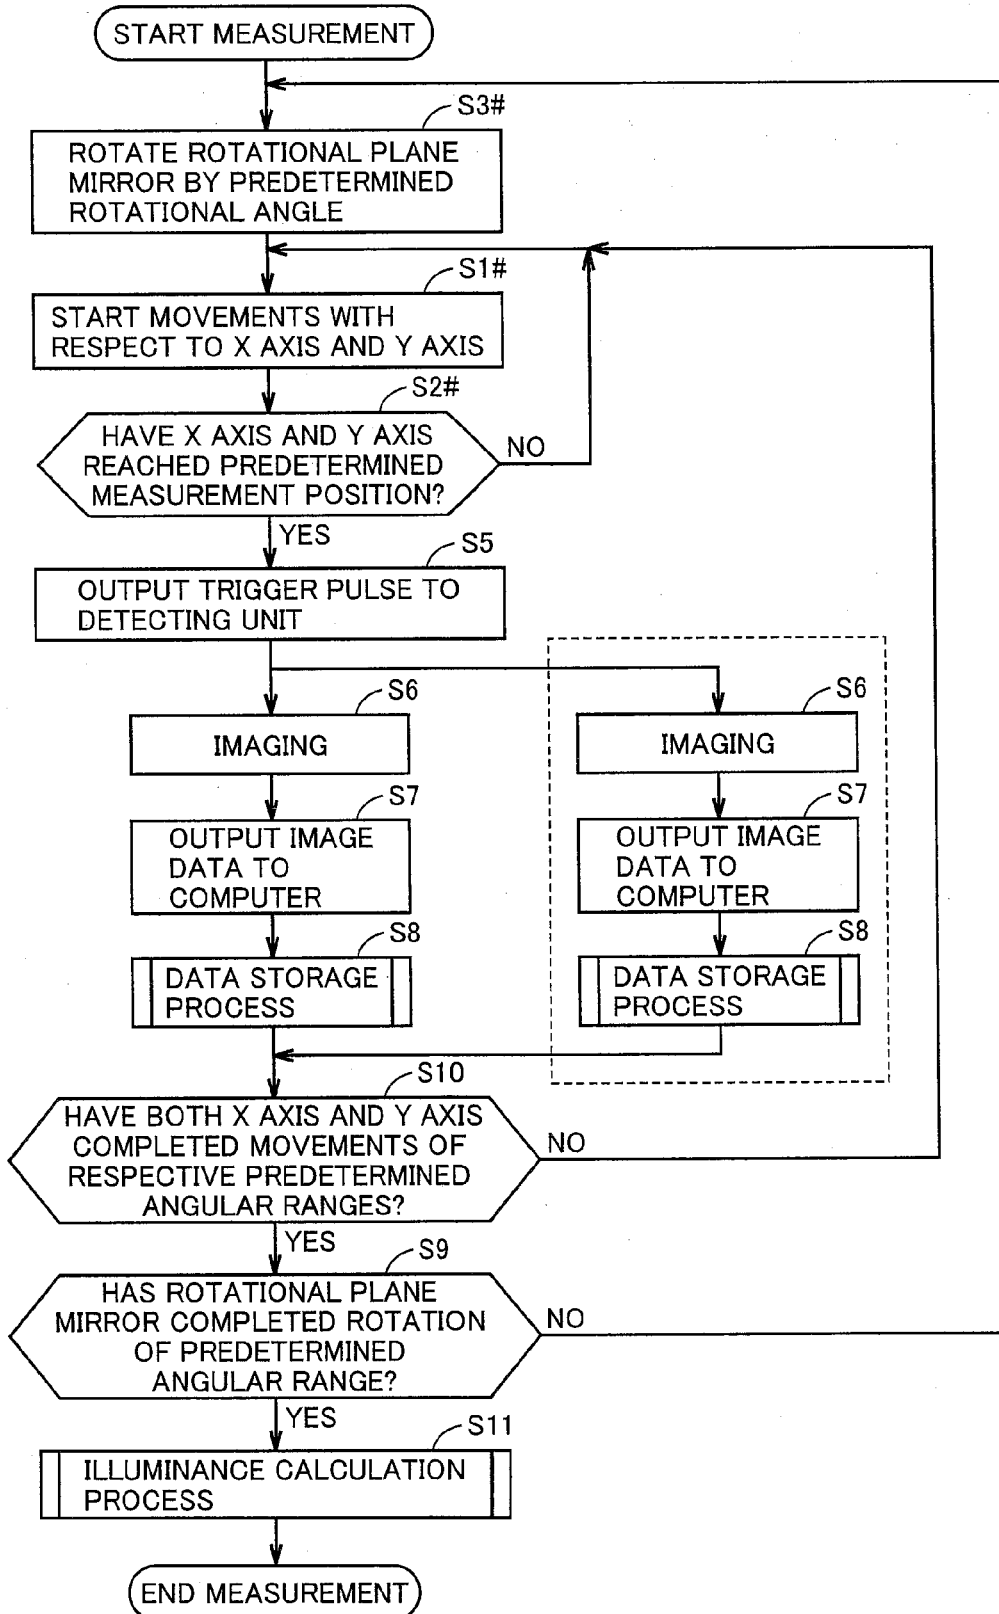 START MEASUREMENT
S3#
ROTATE ROTATIONAL PLANE
MIRROR BY PREDETERMINED
ROTATIONAL ANGLE
S1#
START MOVEMENTS WITH
RESPECT TO X AXIS AND Y AXIS
S2#
HAVE X AXIS AND Y AXIS
REACHED PREDETERMINED
MEASUREMENT POSITION?
NO
YES
S5
OUTPUT TRIGGER PULSE TO
DETECTING UNIT
S6
IMAGING
S7
OUTPUT IMAGE
DATA TO
COMPUTER
S8
DATA STORAGE
PROCESS
S6
IMAGING
S7
OUTPUT IMAGE
DATA TO
COMPUTER
S8
DATA STORAGE
PROCESS
S10
HAVE BOTH X AXIS AND Y AXIS
COMPLETED MOVEMENTS OF
RESPECTIVE PREDETERMINED
ANGULAR RANGES?
NO
YES
S9
HAS ROTATIONAL PLANE
MIRROR COMPLETED ROTATION
OF PREDETERMINED
ANGULAR RANGE?
NO
YES
S11
ILLUMINANCE CALCULATION
PROCESS
END MEASUREMENT